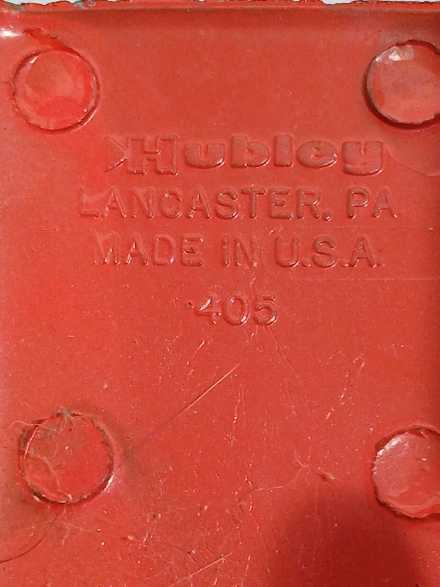 Hubley
LANCASTER, PA
MADE IN U.S.A.
405